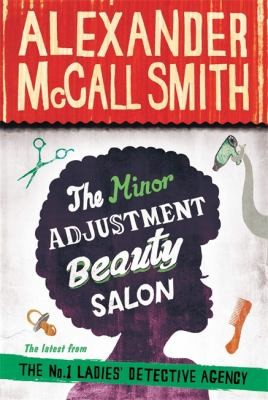 ALEXANDER
McCALL SMITH
The Minor
ADJUSTMENT
Beauty
SALON
The latest from
THE No.1 LADIES' DETECTIVE AGENCY